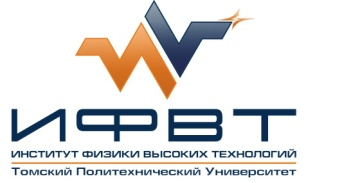 ИФВТ
ИНСТИТУТ ФИЗИКИ ВЫСОКИХ ТЕХНОЛОГИЙ
Томский Политехнический Университет